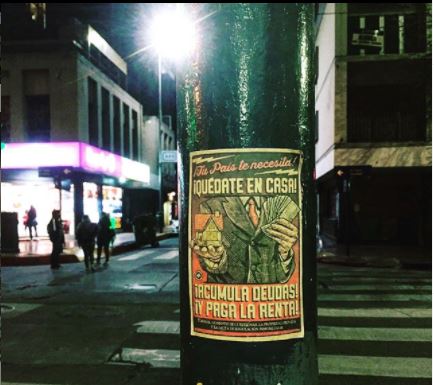 ¡Tu País te necesita!
¡QUÉDATE EN CASA!
¡ACUMULA DEUDAS!
¡Y PAGA LA RENTA!